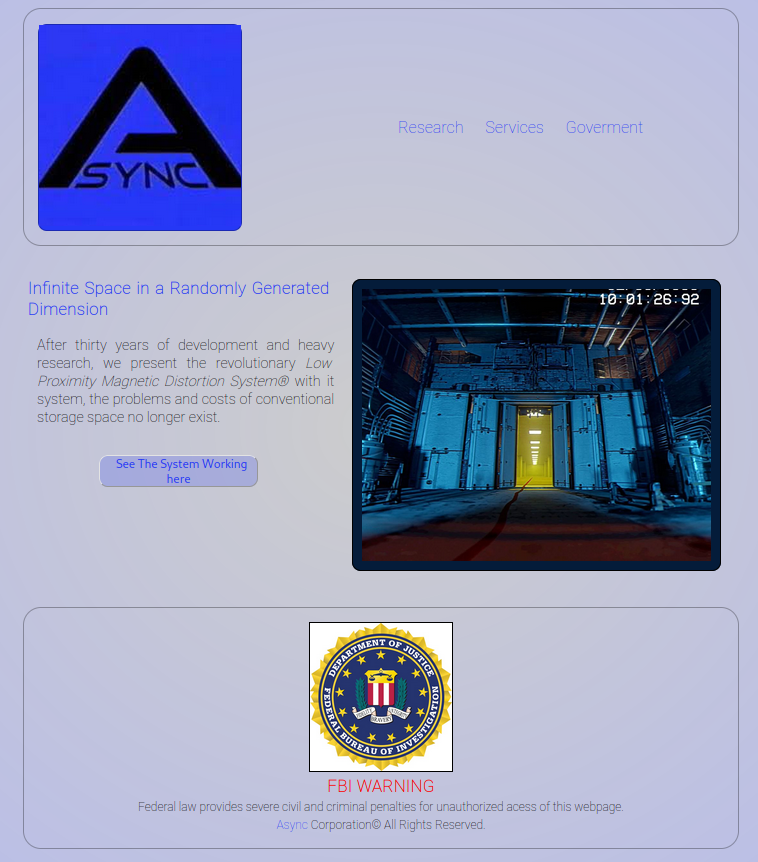 ASYNC
Research Services Goverment
Infinite Space in a Randomly Generated
Dimension
After thirty years of development and heavy
research, we present the revolutionary Low
Proximity Magnetic Distortion System® with it
system, the problems and costs of conventional
storage space no longer exist.
See The System Working
here
10:01:26:92
DEPARTMENT OF JUSTICE
FIDELITY BRAVERY INTEGRITY
FEDERAL BUREAU OF INVESTIGATION
FBI WARNING
Federal law provides severe civil and criminal penalties for unauthorized acess of this webpage.
Async Corporation© All Rights Reserved.